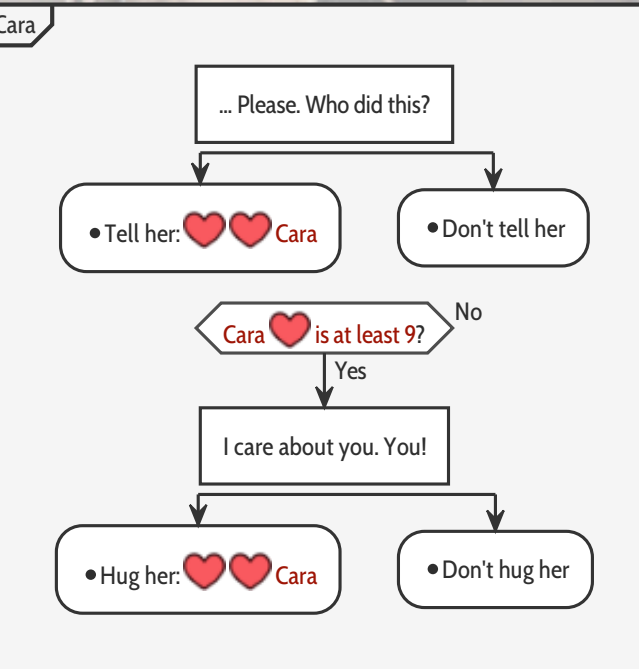 Cara
... Please. Who did this?
•Tell her: Cara
•Don't tell her
Cara is at least 9?
No
Yes
I care about you. You!
•Hug her: Cara
•Don't hug her